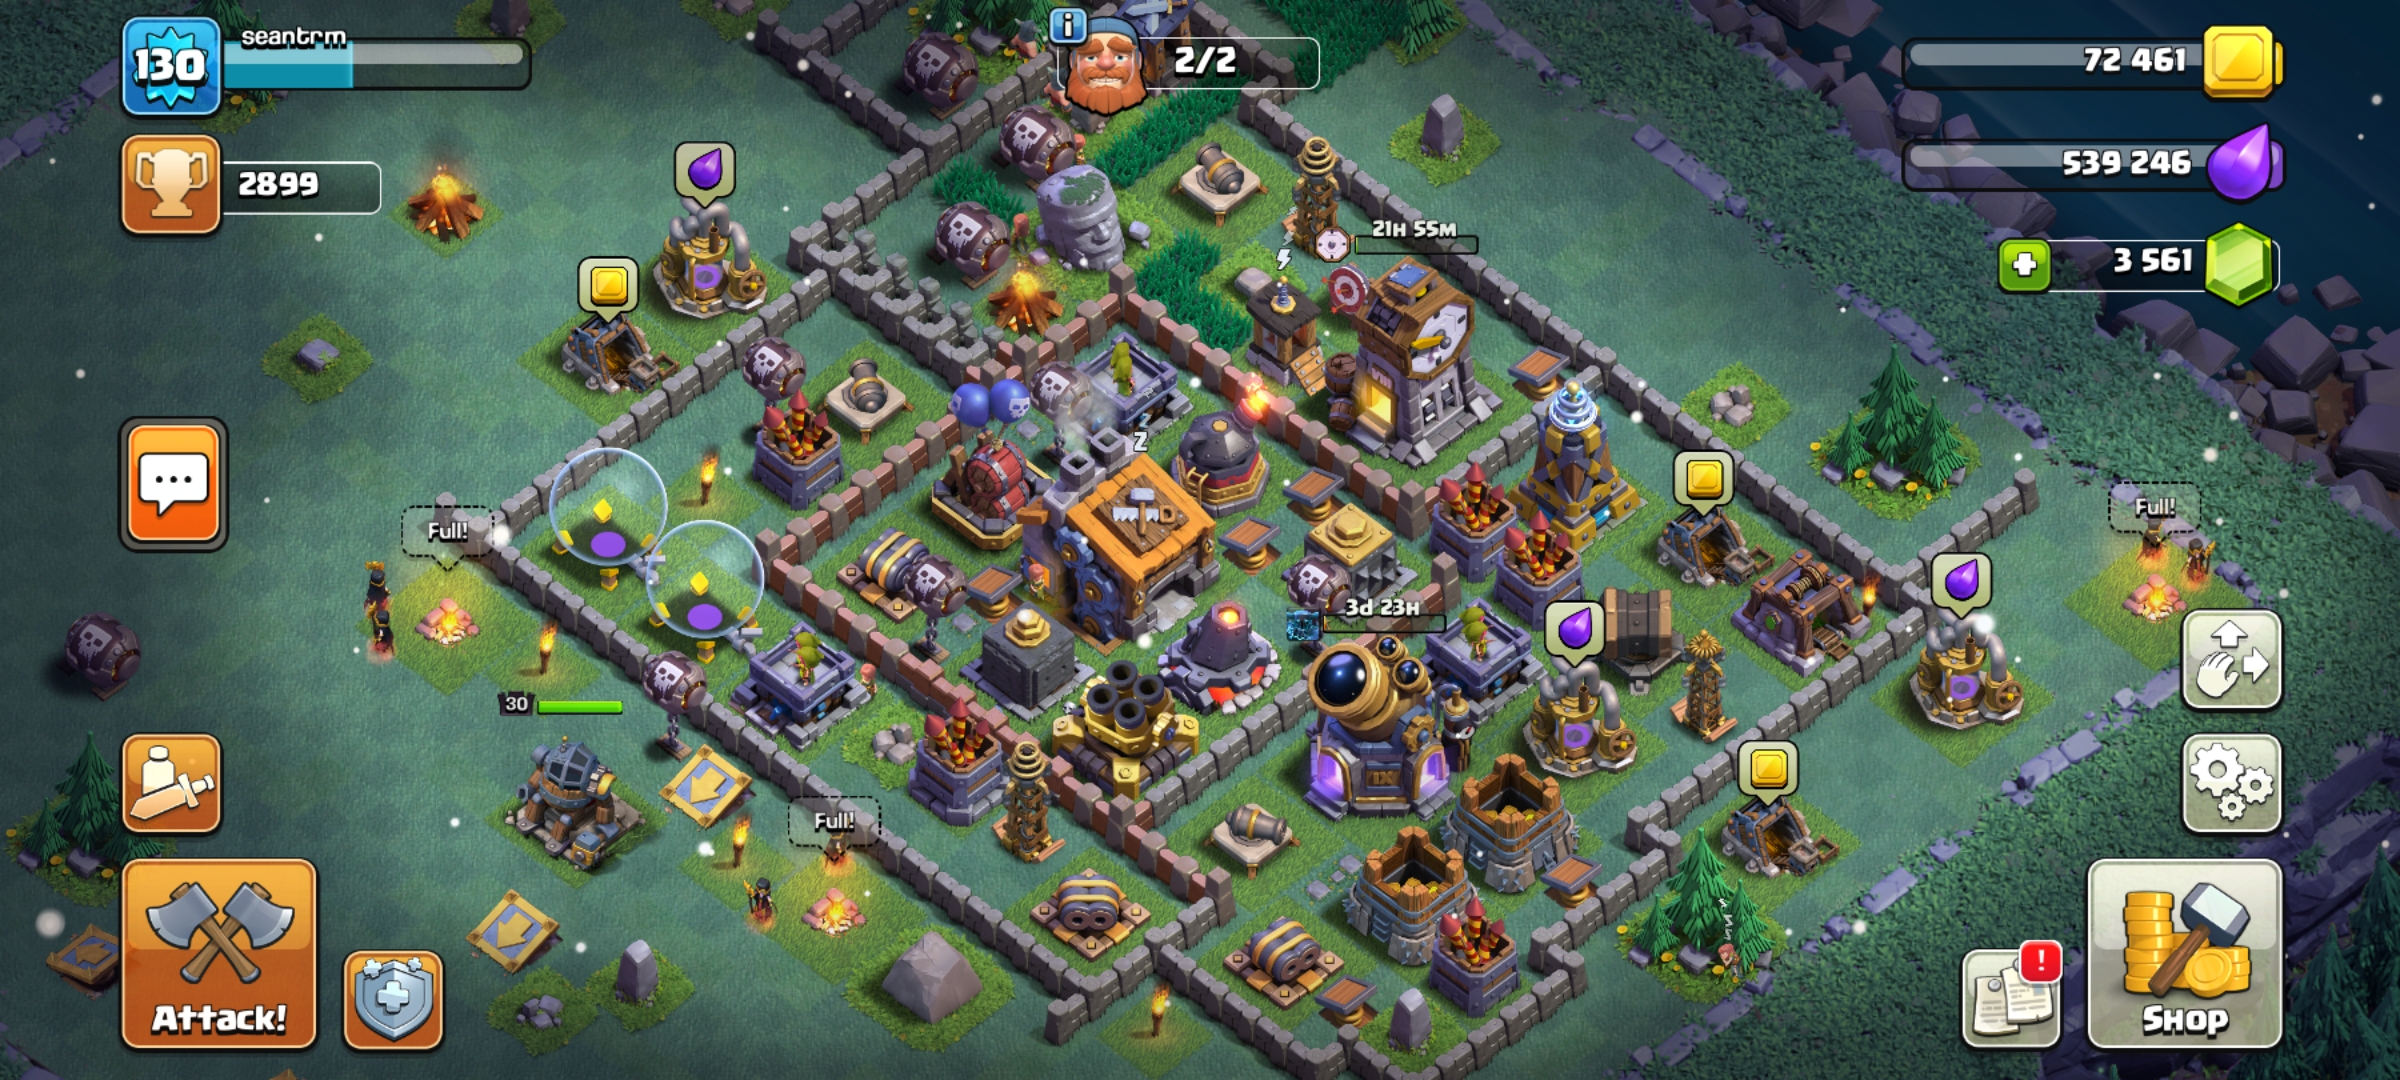 130
seantrm
2/2
72 461
2899
539 246
21H 55M
3 561
z
Full!
Full!
3d 23H
30
Full!
IX
Attack!
!
Shop